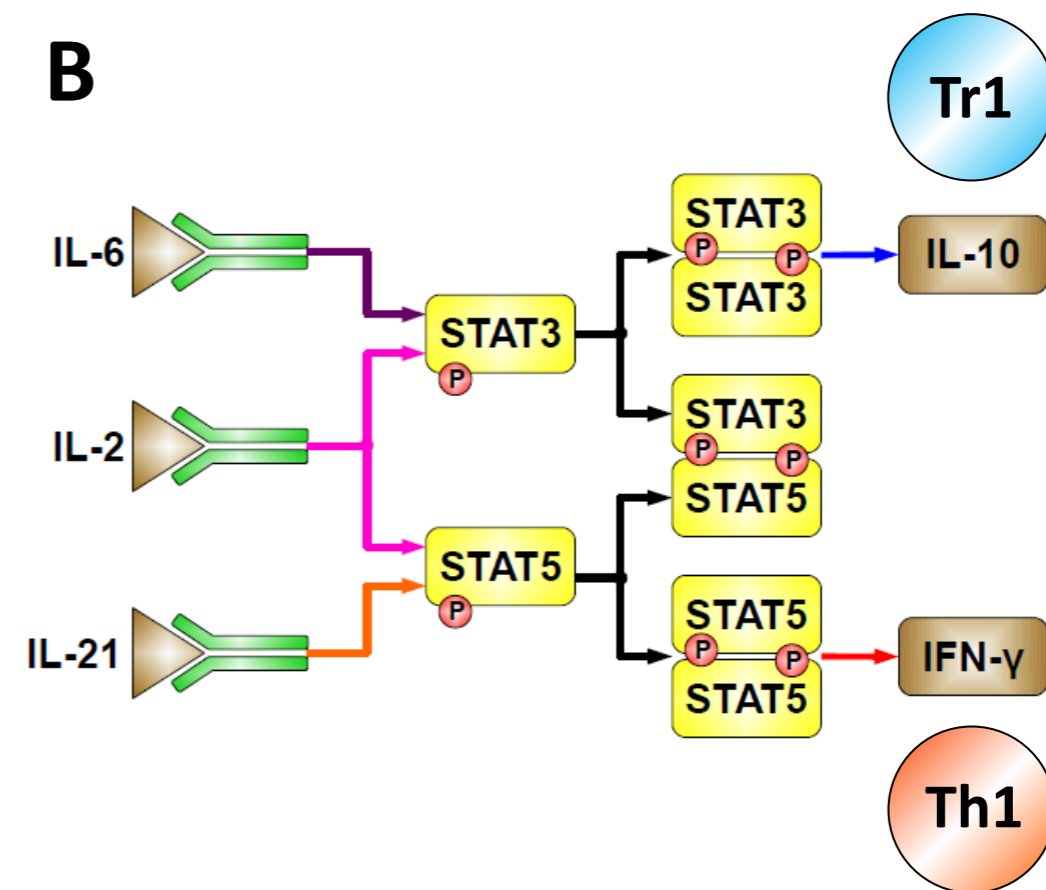 B
Tr1
IL-6
STAT3
P
STAT3
P
P
STAT3
IL-10
IL-2
STAT3
P
P
STAT5
IL-21
STAT5
P
STAT5
P
P
STAT5
IFN-γ
Th1